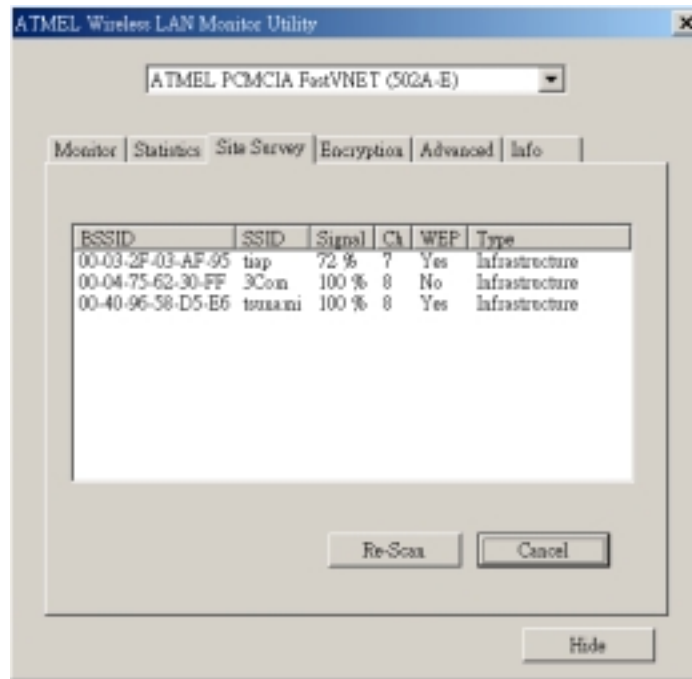 ATMEL Wireless LAN Monitor Utility
ATMEL PCMCIA FastVNET (502A-E)
Monitor Statistics Site Survey Encryption Advanced Info
BSSID SSID Signal Ch WEP Type
00-03-2F-03-AF-95 tiap 72 % 7 Yes Infrastructure
00-04-75-62-30-FF 3Com 100 % 8 No Infrastructure
00-40-96-58-D5-E6 tsunami 100 % 8 Yes Infrastructure
Re-Scan Cancel
Hide